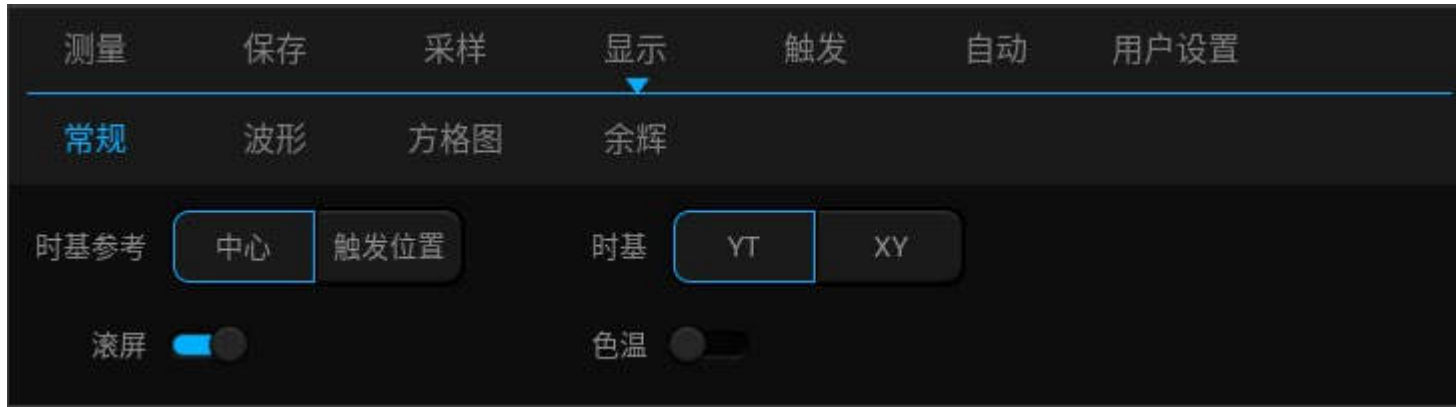 测量 保存 采样 显示 触发 自动 用户设置
常规 波形 方格图 余辉
时基参考 中心 触发位置 时基 YT XY
滚屏 色温